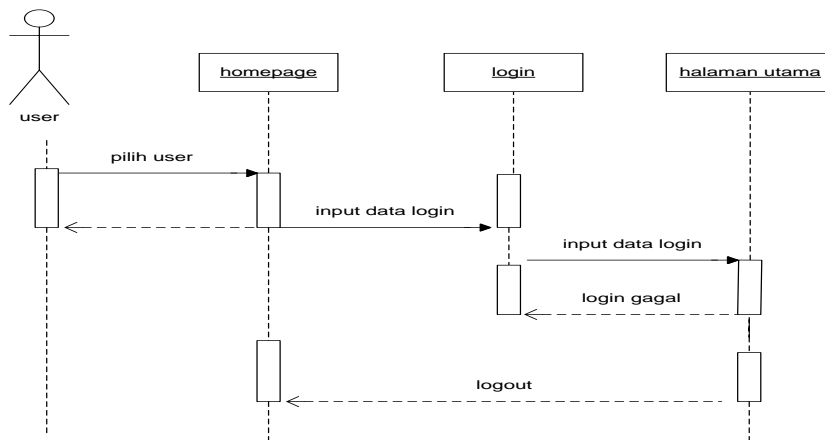 homepage
login
halaman utama
user
pilih user
input data login
input data login
login gagal
logout